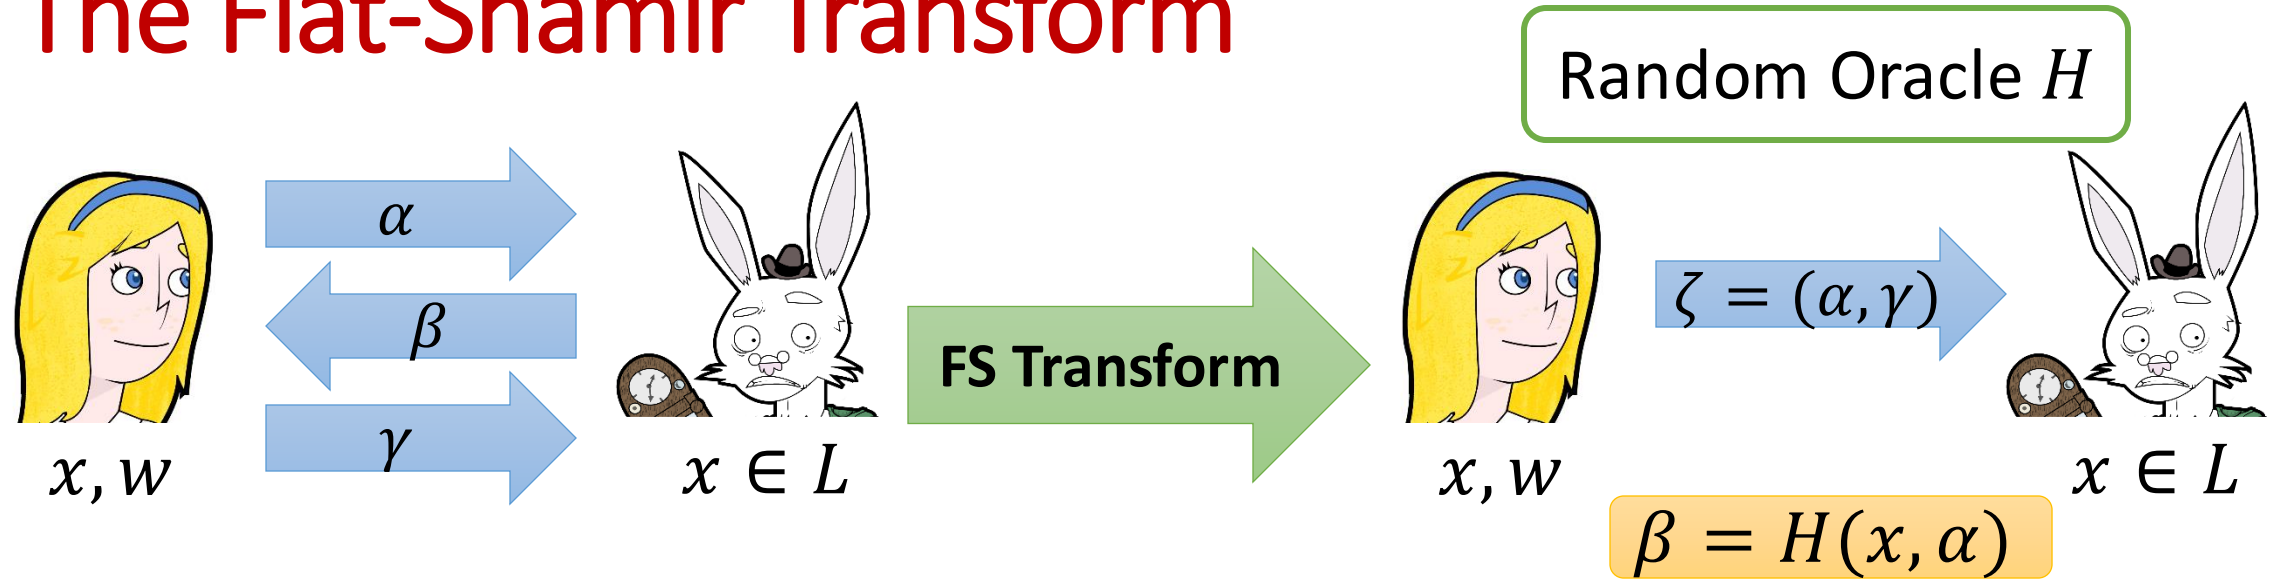 The Fiat-Shamir Transform
Random Oracle H
α
β
γ
x, w
x ∈ L
FS Transform
ζ = (α, γ)
x, w
x ∈ L
β = H(x, α)